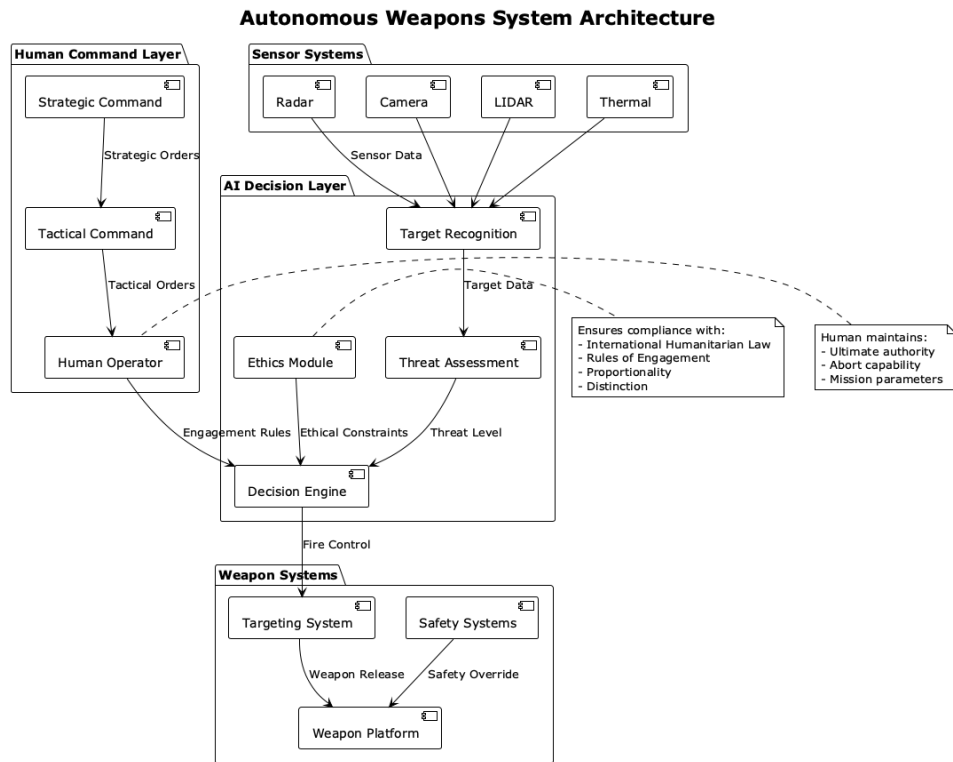 Autonomous Weapons System Architecture
Human Command Layer
Strategic Command
Strategic Orders
Tactical Command
Tactical Orders
Human Operator
Sensor Systems
Radar
Camera
LIDAR
Thermal
Sensor Data
AI Decision Layer
Target Recognition
Target Data
Ethics Module
Threat Assessment
Ensures compliance with:
- International Humanitarian Law
- Rules of Engagement
- Proportionality
- Distinction
Human maintains:
- Ultimate authority
- Abort capability
- Mission parameters
Engagement Rules
Ethical Constraints
Threat Level
Decision Engine
Fire Control
Weapon Systems
Targeting System
Safety Systems
Weapon Release
Safety Override
Weapon Platform